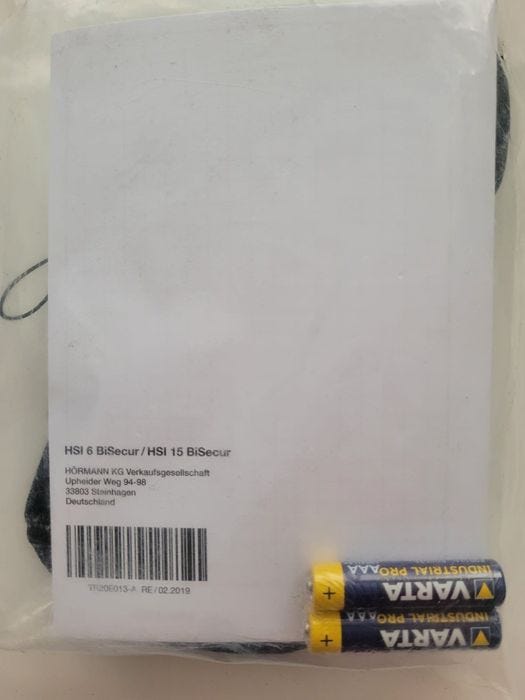 HSI 6 BiSecur / HSI 15 BiSecur
HÖRMANN KG Verkaufsgesellschaft
Upheider Weg 94-98
33803 Steinhagen
Deutschland
TR20E013-A RE / 02.2019
VARTA
INDUSTRIAL PRO
AAA
VARTA
INDUSTRIAL PRO
AAA